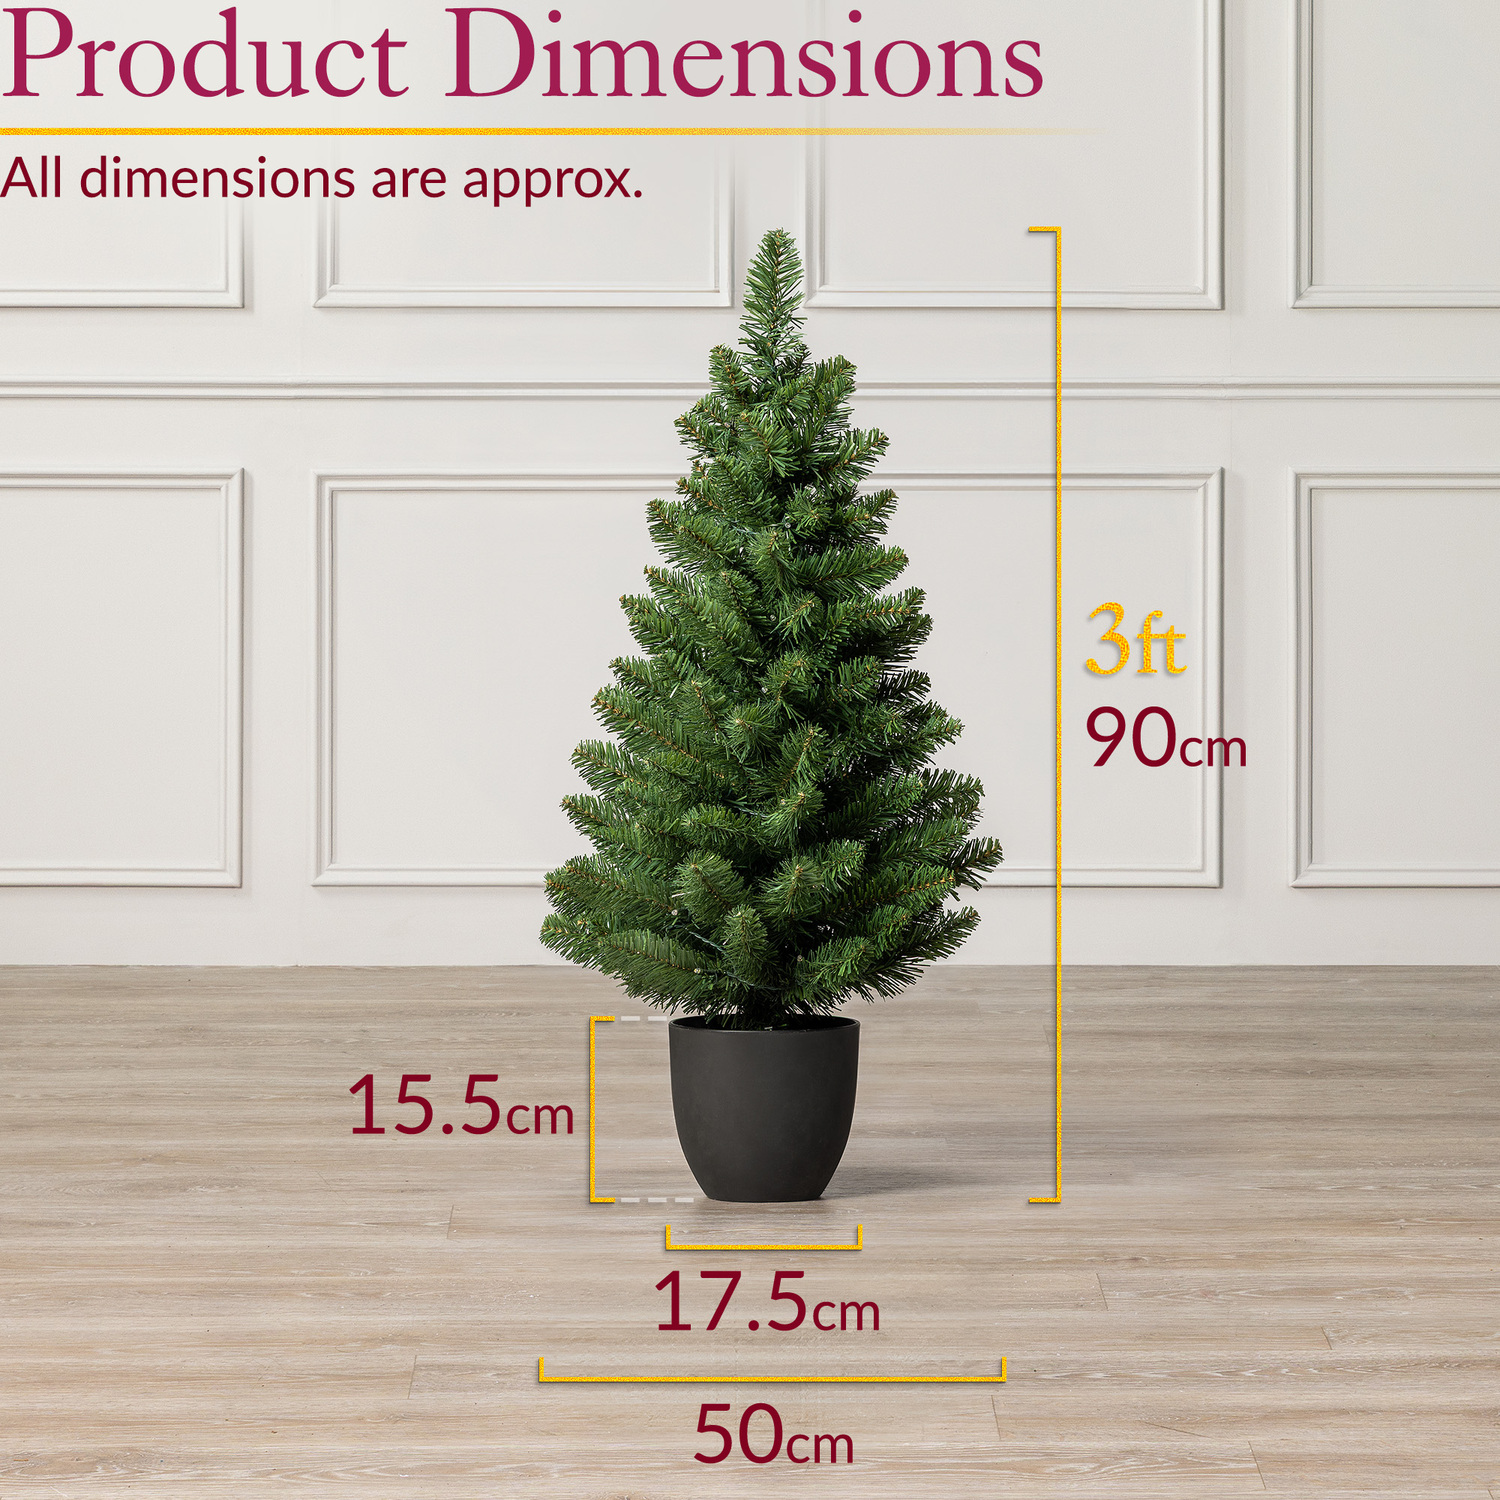 Product Dimensions
All dimensions are approx.
3ft
90cm
15.5cm
17.5cm
50cm